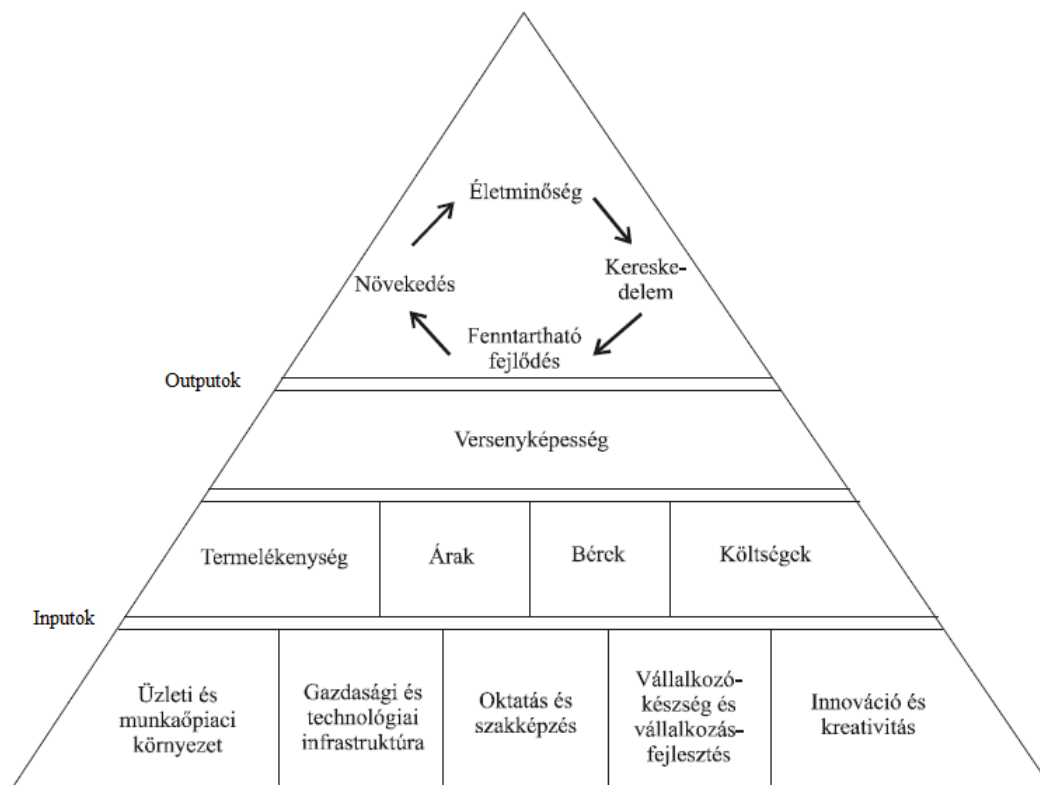 Életminőség
Kereske-
delem
Növekedés
Fenntartható
fejlődés
Outputok
Versenyképesség
Termelékenység
Árak
Bérek
Költségek
Inputok
Üzleti és
munkaőpiaci
környezet
Gazdasági és
technológiai
infrastruktúra
Oktatás és
szakképzés
Vállalkozó-
készség és
vállalkozás-
fejlesztés
Innováció és
kreativitás